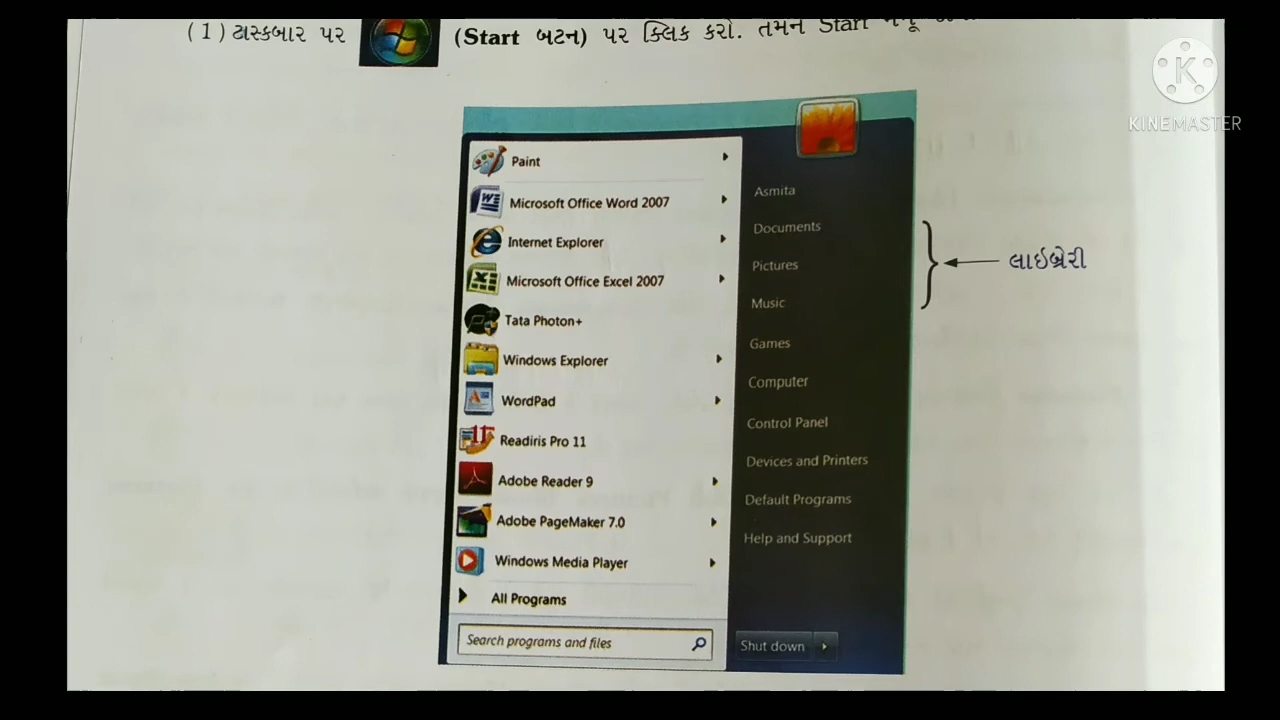 (1) ટાસ્કબાર પર (Start બટન) પર ક્લિક કરો. તમને Start મેનૂ
KINEMASTER
Paint
Microsoft Office Word 2007
Internet Explorer
Microsoft Office Excel 2007
Tata Photon+
Windows Explorer
WordPad
Readiris Pro 11
Adobe Reader 9
Adobe PageMaker 7.0
Windows Media Player
All Programs
Search programs and files
Asmita
Documents
Pictures
Music
Games
Computer
Control Panel
Devices and Printers
Default Programs
Help and Support
Shut down
લાઇબ્રેરી